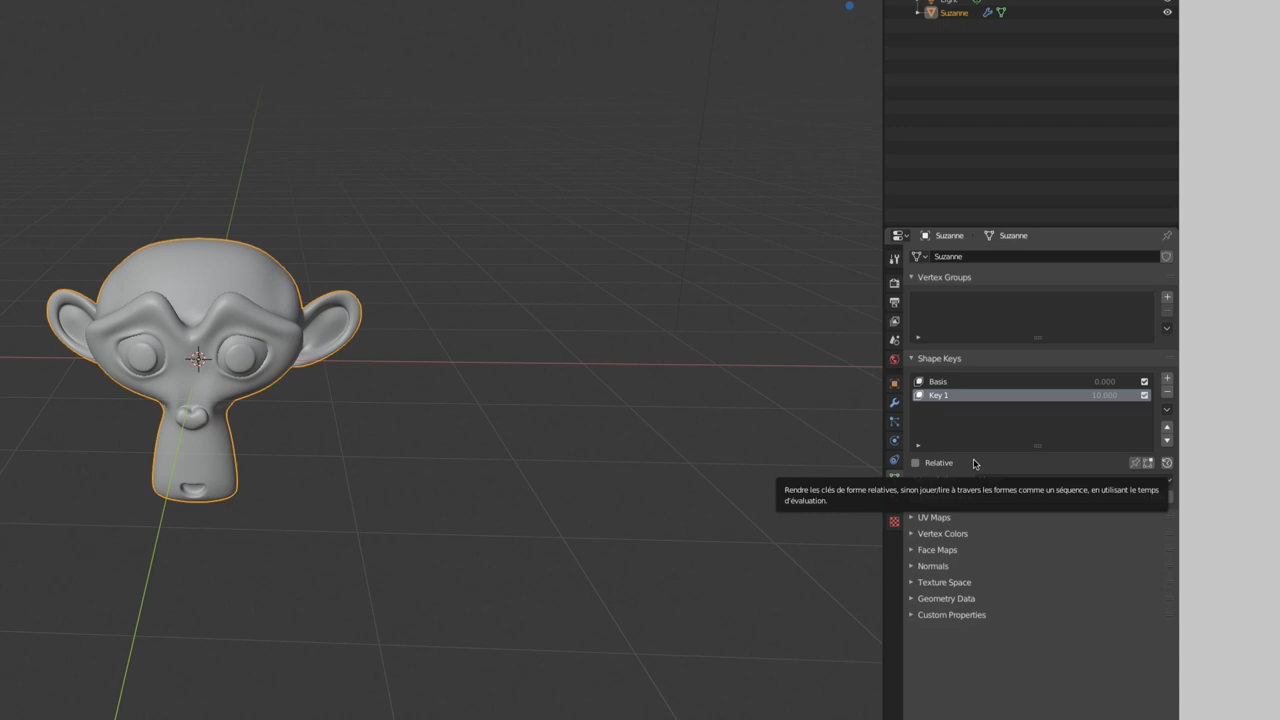 Suzanne
Suzanne
Suzanne
Suzanne
Vertex Groups
Shape Keys
Basis
0.000
Key 1
10.000
Relative
Rendre les clés de forme relatives, sinon jouer/lire à travers les formes comme un séquence, en utilisant le temps
d'évaluation.
UV Maps
Vertex Colors
Face Maps
Normals
Texture Space
Geometry Data
Custom Properties